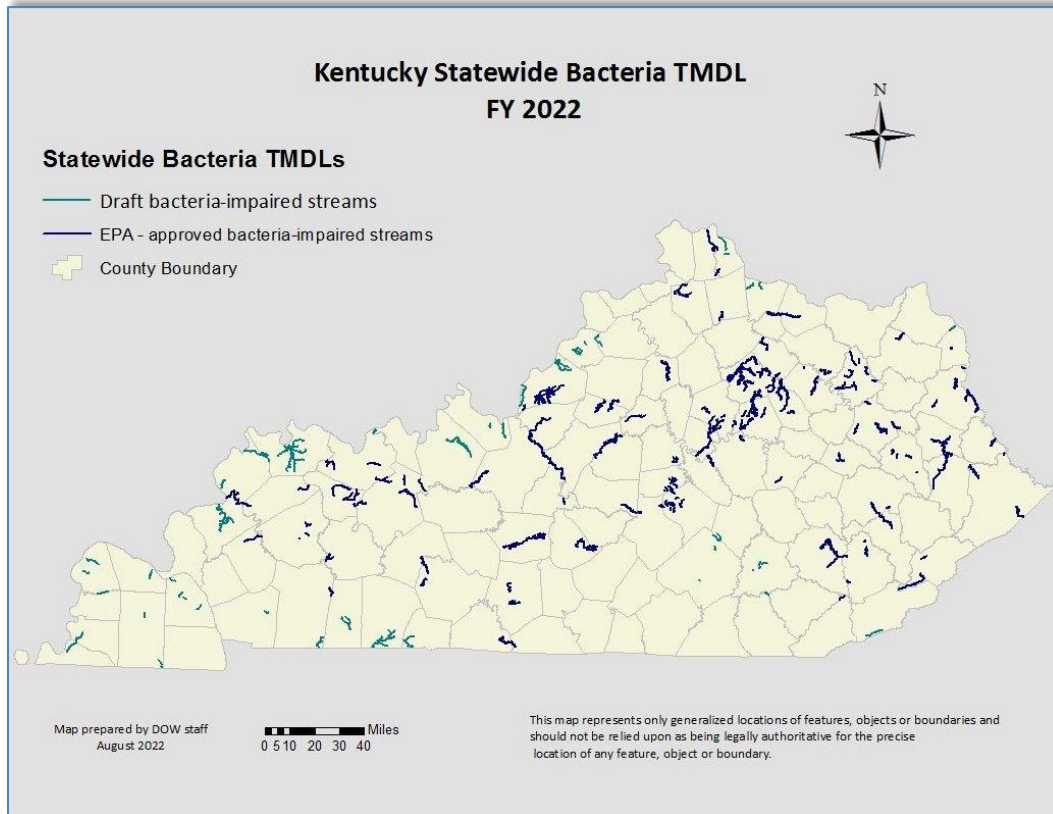 Kentucky Statewide Bacteria TMDL
FY 2022
N
Statewide Bacteria TMDLs
Draft bacteria-impaired streams
EPA - approved bacteria-impaired streams
County Boundary
Map prepared by DOW staff
August 2022
Miles
0 5 10 20 30 40
This map represents only generalized locations of features, objects or boundaries and
should not be relied upon as being legally authoritative for the precise
location of any feature, object or boundary.